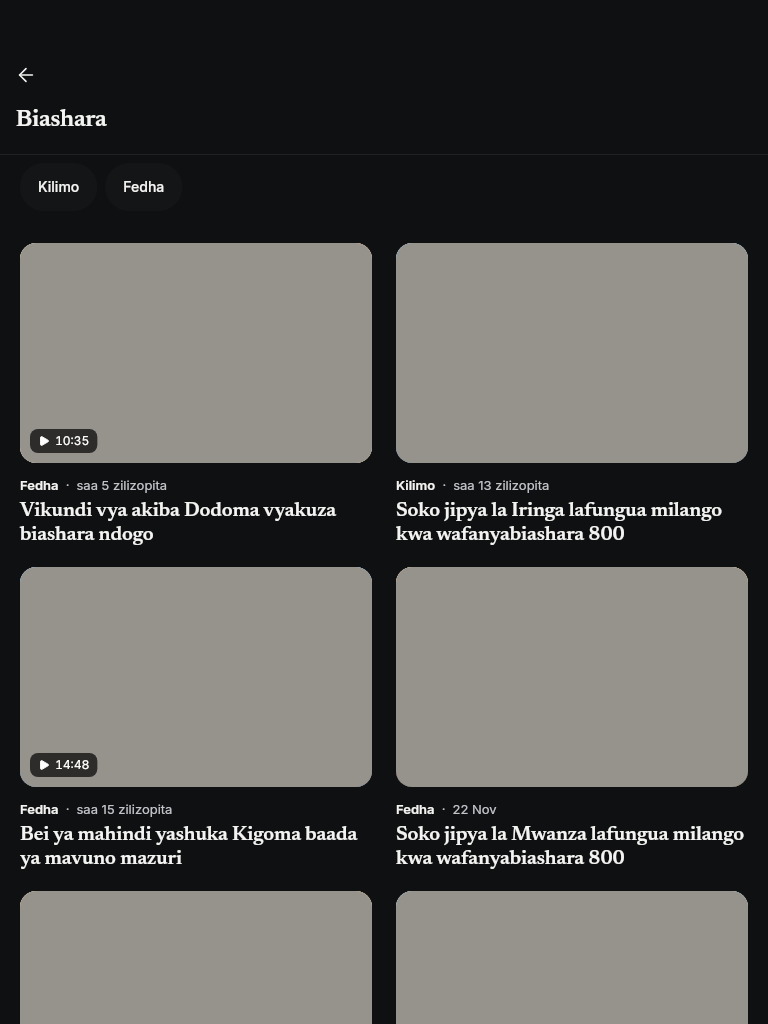 Biashara
Kilimo
Fedha
10:35
Fedha · saa 5 zilizopita
Vikundi vya akiba Dodoma vyakuza
biashara ndogo
Kilimo · saa 13 zilizopita
Soko jipya la Iringa lafungua milango
kwa wafanyabiashara 800
14:48
Fedha · saa 15 zilizopita
Bei ya mahindi yashuka Kigoma baada
ya mavuno mazuri
Fedha · 22 Nov
Soko jipya la Mwanza lafungua milango
kwa wafanyabiashara 800